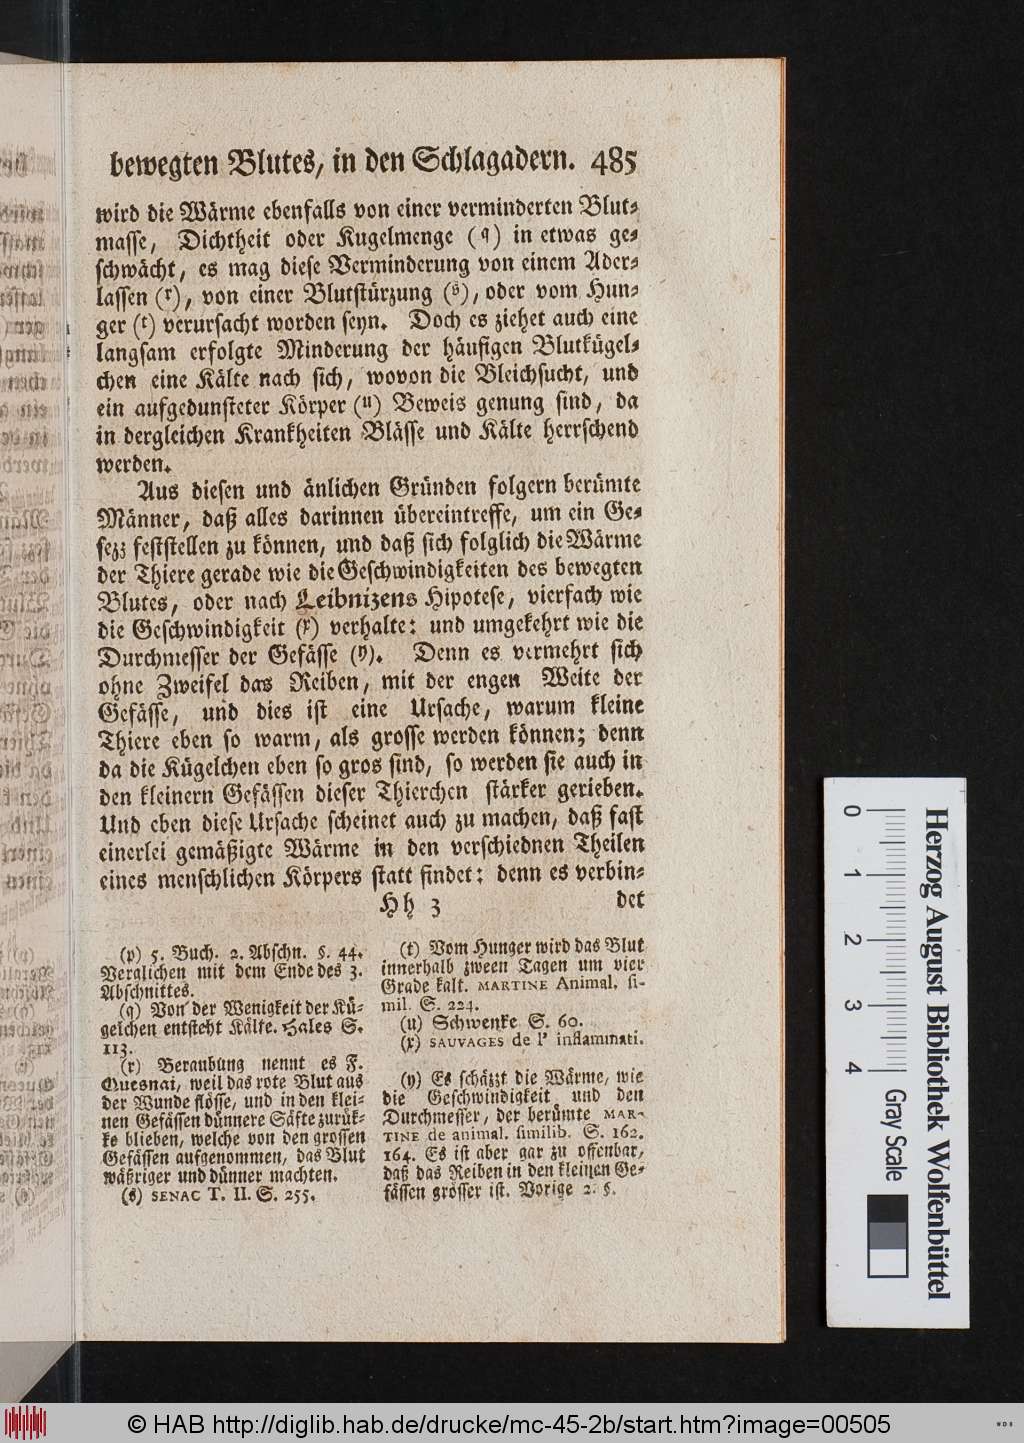 bewegten Blutes, in den Schlagadern. 485
wird die Wärme ebenfalls von einer verminderten Blut-
masse, Dichtheit oder Kugelmenge (q) in etwas ge-
schwächt, es mag diese Verminderung von einem Ader-
lassen (r), von einer Blutstürzung (s), oder vom Hun-
ger (t) verursacht worden seyn. Doch es ziehet auch eine
langsam erfolgte Minderung der häufigen Blutkügel-
chen eine Kälte nach sich, wovon die Bleichsucht, und
ein aufgedunsteter Körper (u) Beweis genung sind, da
in dergleichen Krankheiten Blässe und Kälte herrschend
werden.
Aus diesen und änlichen Gründen folgern berümte
Männer, daß alles darinnen übereintreffe, um ein Ge-
sezz feststellen zu können, und daß sich folglich die Wärme
der Thiere gerade wie die Geschwindigkeiten des bewegten
Blutes, oder nach Leibnizens Hipotese, vierfach wie
die Geschwindigkeit (x) verhalte: und umgekehrt wie die
Durchmesser der Gefässe (y). Denn es vermehrt sich
ohne Zweifel das Reiben, mit der engen Weite der
Gefässe, und dies ist eine Ursache, warum kleine
Thiere eben so warm, als grosse werden können; denn
da die Kügelchen eben so gros sind, so werden sie auch in
den kleinern Gefässen dieser Thierchen stärker gerieben.
Und eben diese Ursache scheinet auch zu machen, daß fast
einerlei gemäßigte Wärme in den verschiednen Theilen
eines menschlichen Körpers statt findet: denn es verbin-
Hh 3 det
(p) 5. Buch. 2. Abschn. §. 44.
Verglichen mit dem Ende des 3.
Abschnittes.
(q) Von der Wenigkeit der Kü-
gelchen entsteht Kälte. Hales S.
113.
(r) Beraubung nennt es F.
Quesnai, weil das rote Blut aus
der Wunde flösse, und in den klei-
nen Gefässen dünnere Säfte zurük-
ke blieben, welche von den grossen
Gefässen aufgenommen, das Blut
wäßriger und dünner machten.
(s) SENAC T. II. S. 255.
(t) Vom Hunger wird das Blut
innerhalb zween Tagen um vier
Grade kalt. MARTINE Animal. si-
mil. S. 224.
(u) Schwenke S. 60.
(x) SAUVAGES de l' inflammati.
(y) Es schäzzt die Wärme, wie
die Geschwindigkeit und den
Durchmesser, der berümte MAR-
TINE de animal. similib. S. 162.
164. Es ist aber gar zu offenbar,
daß das Reiben in den kleinen Ge-
fässen grösser ist. Vorige 2. §.
0 1 2 3 4
Herzog August Bibliothek Wolfenbüttel
Gray Scale
© HAB http://diglib.hab.de/drucke/mc-45-2b/start.htm?image=00505